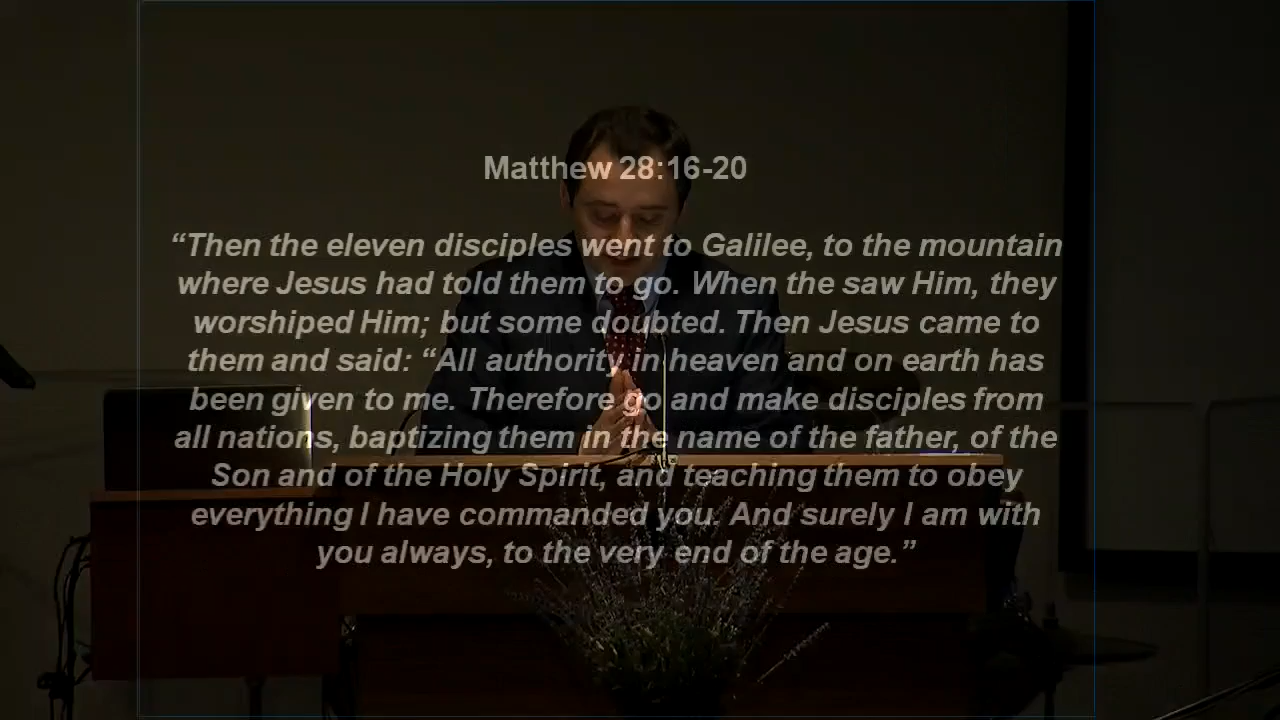 Matthew 28:16-20
“Then the eleven disciples went to Galilee, to the mountain
where Jesus had told them to go. When the saw Him, they
worshiped Him; but some doubted. Then Jesus came to
them and said: “All authority in heaven and on earth has
been given to me. Therefore go and make disciples from
all nations, baptizing them in the name of the father, of the
Son and of the Holy Spirit, and teaching them to obey
everything I have commanded you. And surely I am with
you always, to the very end of the age.”